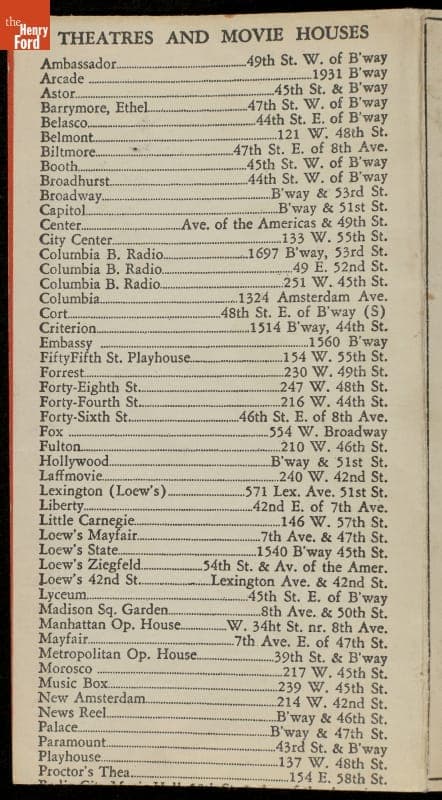 the
Henry
Ford
THEATRES AND MOVIE HOUSES
Ambassador 49th St. W. of B'way
Arcade 1931 B'way
Astor 45th St. & B'way
Barrymore, Ethel 47th St. W. of B'way
Belasco 44th St. E. of B'way
Belmont 121 W. 48th St.
Biltmore 47th St. E. of 8th Ave.
Booth 45th St. W. of B'way
Broadhurst 44th St. W. of B'way
Broadway B'way & 53rd St.
Capitol B'way & 51st St.
Center Ave. of the Americas & 49th St.
City Center 133 W. 55th St.
Columbia B. Radio 1697 B'way, 53rd St.
Columbia B. Radio 49 E. 52nd St.
Columbia B. Radio 251 W. 45th St.
Columbia 1324 Amsterdam Ave.
Cort 48th St. E. of B'way (S)
Criterion 1514 B'way, 44th St.
Embassy 1560 B'way
FiftyFifth St. Playhouse 154 W. 55th St.
Forrest 230 W. 49th St.
Forty-Eighth St. 247 W. 48th St.
Forty-Fourth St. 216 W. 44th St.
Forty-Sixth St. 46th St. E. of 8th Ave.
Fox 554 W. Broadway
Fulton 210 W. 46th St.
Hollywood B'way & 51st St.
Laffmovie 240 W. 42nd St.
Lexington (Loew's) 571 Lex. Ave. 51st St.
Liberty 42nd E. of 7th Ave.
Little Carnegie 146 W. 57th St.
Loew's Mayfair 7th Ave. & 47th St.
Loew's State 1540 B'way 45th St.
Loew's Ziegfeld 54th St. & Av. of the Amer.
Loew's 42nd St. Lexington Ave. & 42nd St.
Lyceum 45th St. E. of B'way
Madison Sq. Garden 8th Ave. & 50th St.
Manhattan Op. House W. 34ht St. nr. 8th Ave.
Mayfair 7th Ave. E. of 47th St.
Metropolitan Op. House 39th St. & B'way
Morosco 217 W. 45th St.
Music Box 239 W. 45th St.
New Amsterdam 214 W. 42nd St.
News Reel B'way & 46th St.
Palace B'way & 47th St.
Paramount 43rd St. & B'way
Playhouse 137 W. 48th St.
Proctor's Thea. 154 E. 58th St.